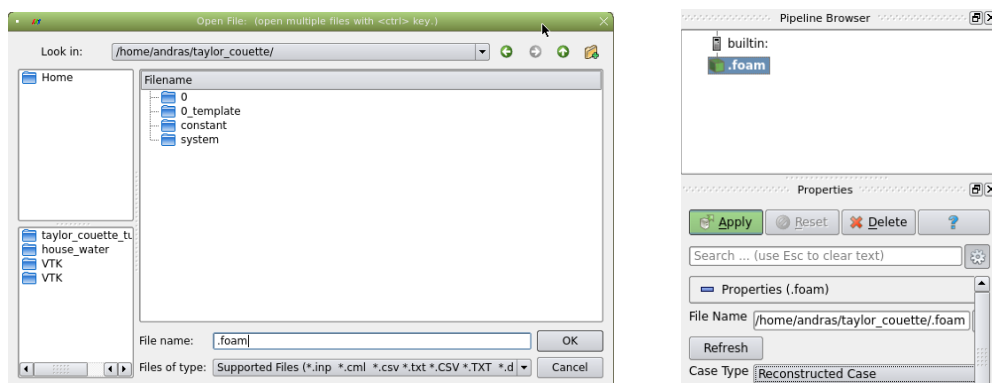 Open File: (open multiple files with <ctrl> key.)
Look in:
/home/andras/taylor_couette/
Home
Filename
0
0_template
constant
system
taylor_couette_tu
house_water
VTK
VTK
File name:
.foam
OK
Files of type:
Supported Files (*.inp *.cml *.csv *.txt *.CSV *.TXT *.d
Cancel
Pipeline Browser
builtin:
.foam
Properties
Apply
Reset
Delete
?
Search ... (use Esc to clear text)
Properties (.foam)
File Name
/home/andras/taylor_couette/.foam
Refresh
Case Type
Reconstructed Case